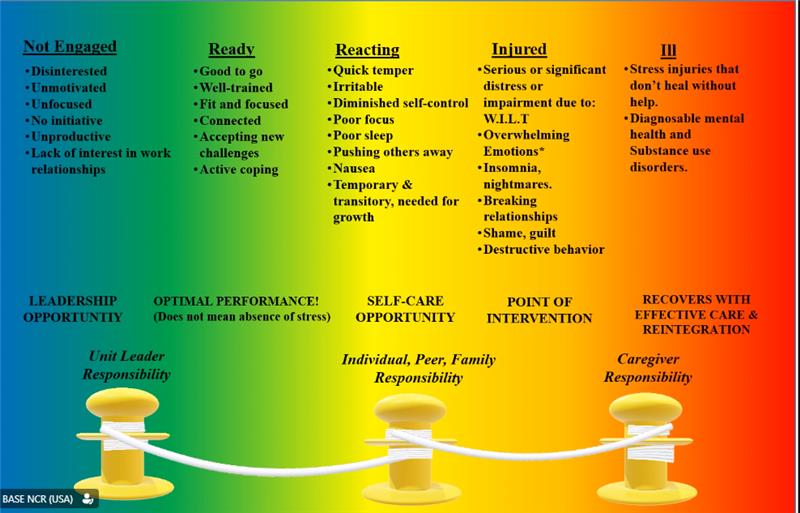 Not Engaged
• Disinterested
• Unmotivated
• Unfocused
• No initiative
• Unproductive
• Lack of interest in work
relationships
Ready
• Good to go
• Well-trained
• Fit and focused
• Connected
• Accepting new
challenges
• Active coping
Reacting
• Quick temper
• Irritable
• Diminished self-control
• Poor focus
• Poor sleep
• Pushing others away
• Nausea
• Temporary &
transitory, needed for
growth
Injured
• Serious or significant
distress or
impairment due to:
W.I.L.T
• Overwhelming
Emotions*
• Insomnia,
nightmares.
• Breaking
relationships
• Shame, guilt
• Destructive behavior
Ill
• Stress injuries that
don't heal without
help.
• Diagnosable mental
health and
Substance use
disorders.
LEADERSHIP
OPPORTUNTIY
OPTIMAL PERFORMANCE!
(Does not mean absence of stress)
SELF-CARE
OPPORTUNITY
POINT OF
INTERVENTION
RECOVERS WITH
EFFECTIVE CARE &
REINTEGRATION
Unit Leader
Responsibility
Individual, Peer, Family
Responsibility
Caregiver
Responsibility
BASE NCR (USA)